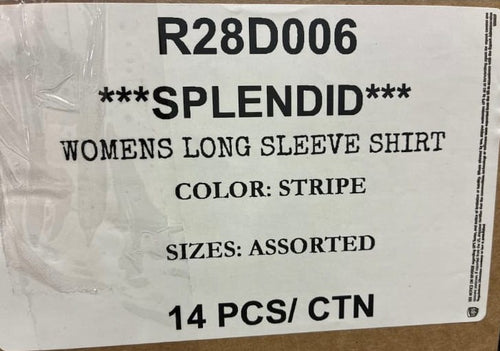 R28D006
***SPLENDID***
WOMENS LONG SLEEVE SHIRT
COLOR: STRIPE
SIZES: ASSORTED
14 PCS/ CTN